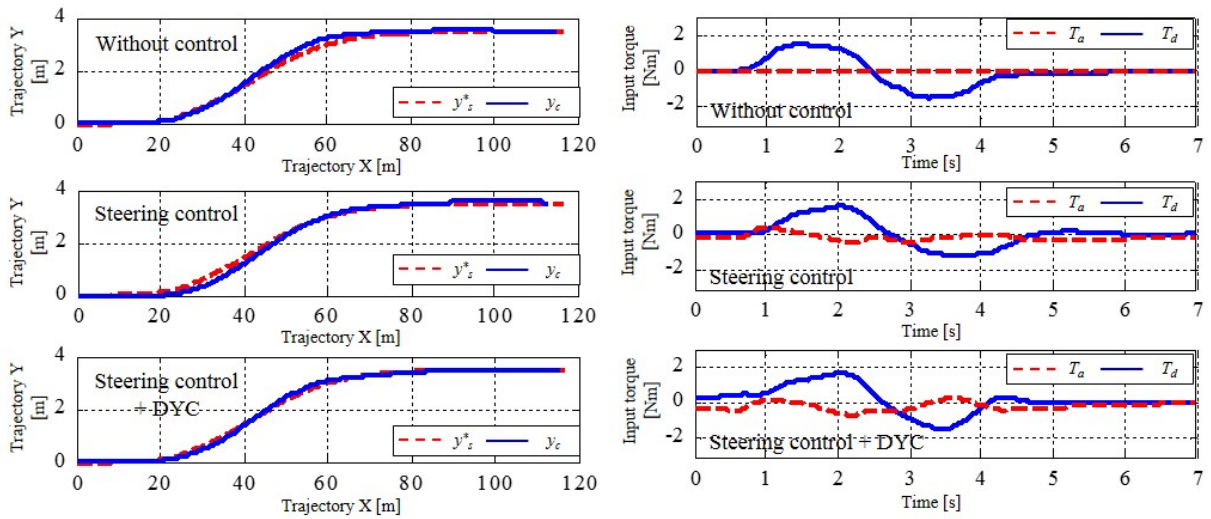 Trajectory Y
[m]
4
2
0
Without control
y*s yc
0 20 40 60 80 100 120
Trajectory X [m]
Input torque
[Nm]
2
0
-2
Ta Td
Without control
0 1 2 3 4 5 6 7
Time [s]
Trajectory Y
[m]
4
2
0
Steering control
y*s yc
0 20 40 60 80 100 120
Trajectory X [m]
Input torque
[Nm]
2
0
-2
Ta Td
Steering control
0 1 2 3 4 5 6 7
Time [s]
Trajectory Y
[m]
4
2
0
Steering control
+ DYC
y*s yc
0 20 40 60 80 100 120
Trajectory X [m]
Input torque
[Nm]
2
0
-2
Ta Td
Steering control + DYC
0 1 2 3 4 5 6 7
Time [s]